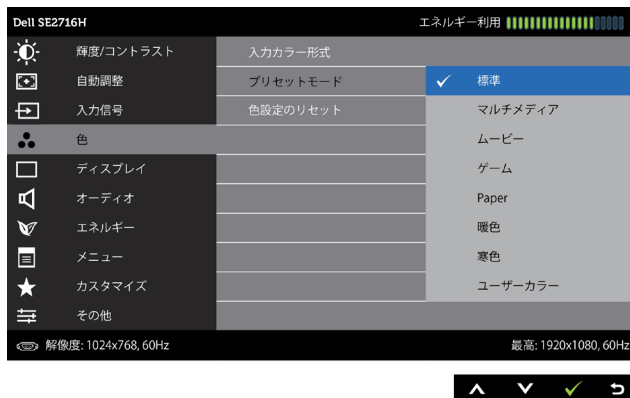 Dell SE2716H エネルギー利用
輝度/コントラスト 入力カラー形式
自動調整 プリセットモード 標準
入力信号 色設定のリセット マルチメディア
色 ムービー
ディスプレイ ゲーム
オーディオ Paper
エネルギー 暖色
メニュー 寒色
カスタマイズ ユーザーカラー
その他
解像度: 1024x768, 60Hz 最高: 1920x1080, 60Hz